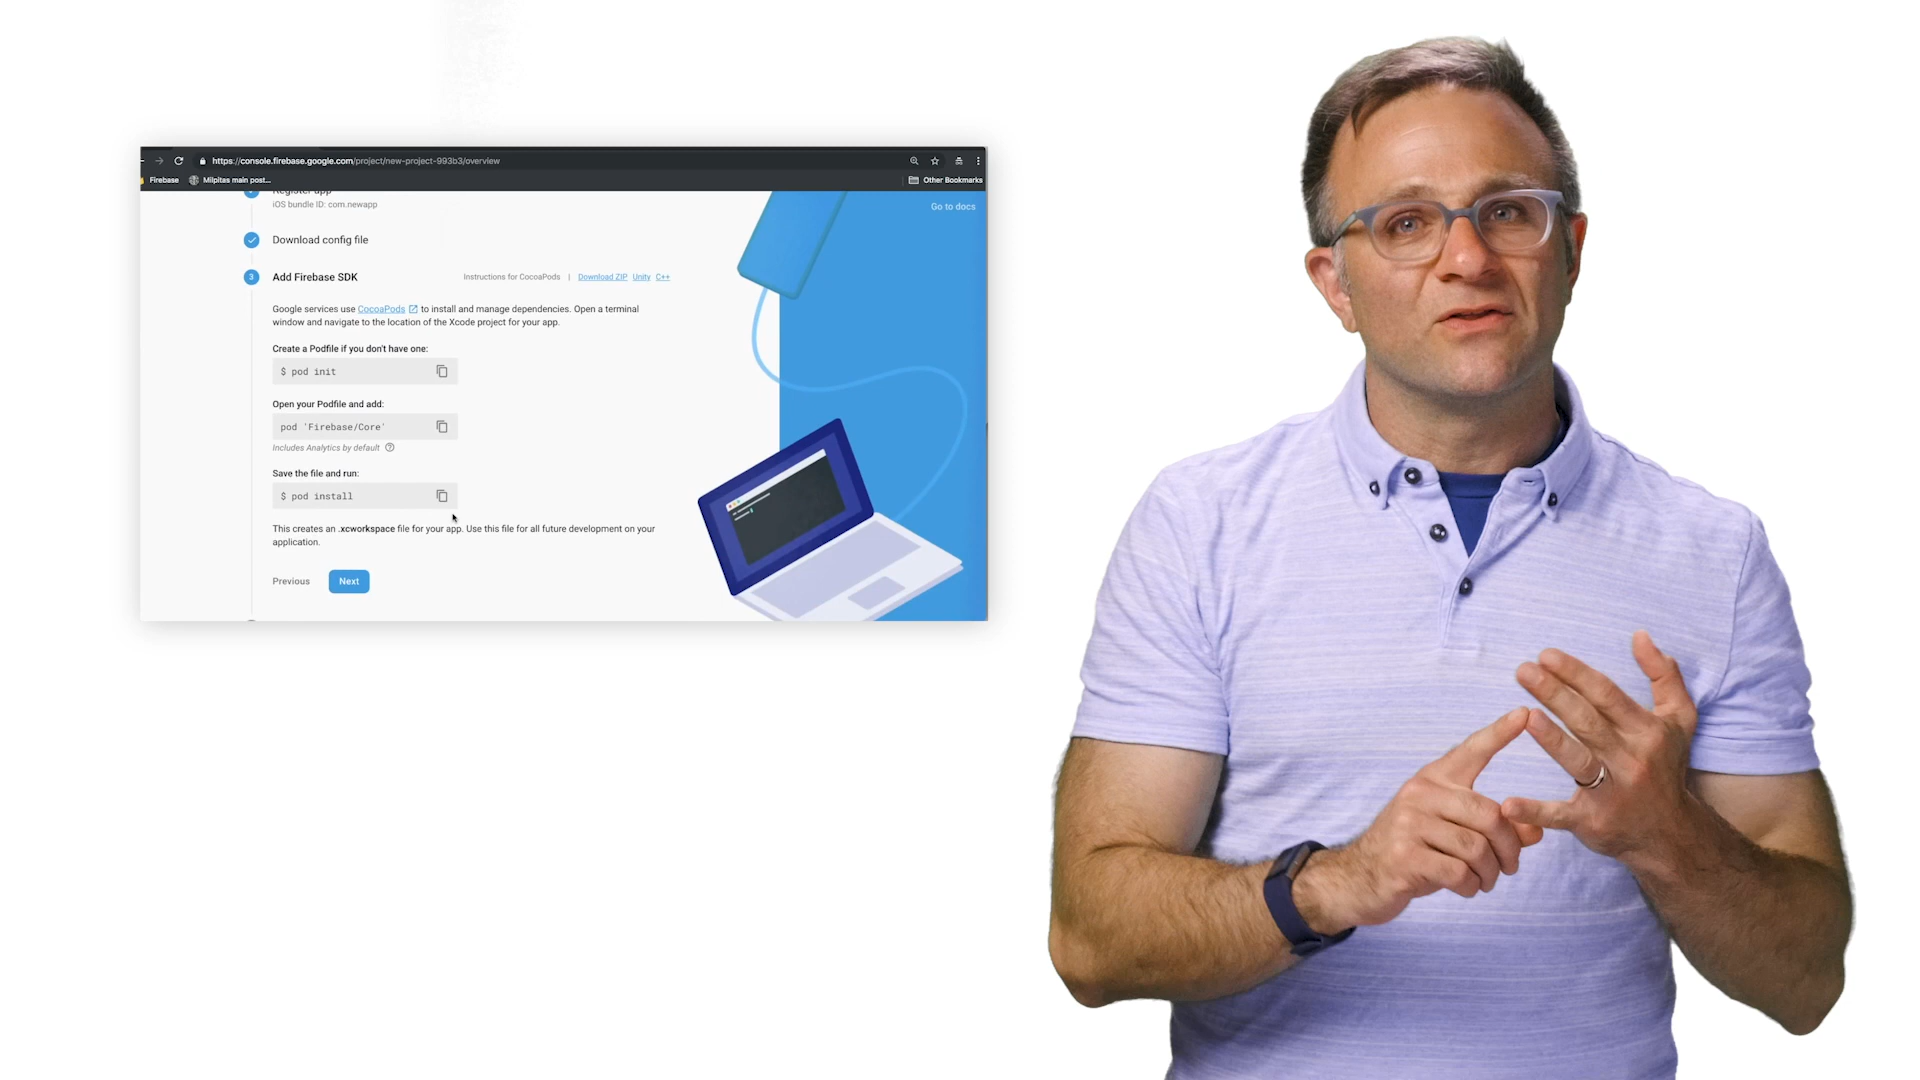 https://console.firebase.google.com/project/new-project-993b3/overview
Firebase
Milpitas main post...
Other Bookmarks
Register app
iOS bundle ID: com.newapp
Go to docs
Download config file
3
Add Firebase SDK
Instructions for CocoaPods | Download ZIP Unity C++
Google services use CocoaPods to install and manage dependencies. Open a terminal
window and navigate to the location of the Xcode project for your app.
Create a Podfile if you don't have one:
$ pod init
Open your Podfile and add:
pod 'Firebase/Core'
Includes Analytics by default
Save the file and run:
$ pod install
This creates an .xcworkspace file for your app. Use this file for all future development on your
application.
Previous
Next